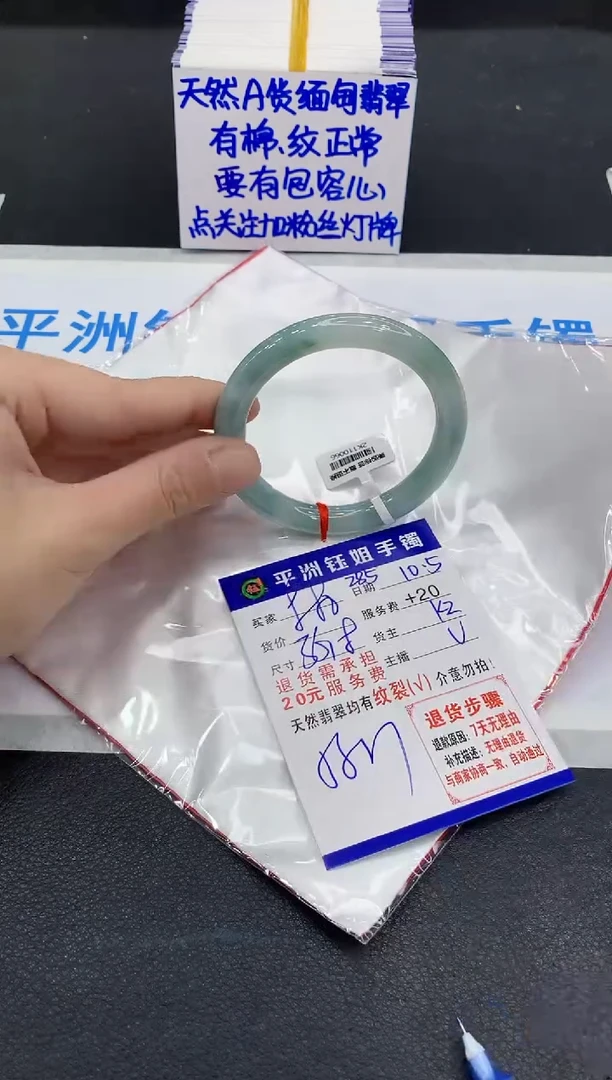 天然A货缅甸翡翠
有棉、纹正常
要有包容心
点关注加粉丝灯牌
平洲
手镯
2K110066
平洲钰姐手镯
买家
285
日期 10.5
货价
服务费 +20
尺寸
货主 K2
退货需承担
主播 V
20元服务费
天然翡翠均有纹裂(√) 介意勿拍!
退货步骤
退款原因:7天无理由
补充描述:无理由退货
与商家协商一致、自动通过